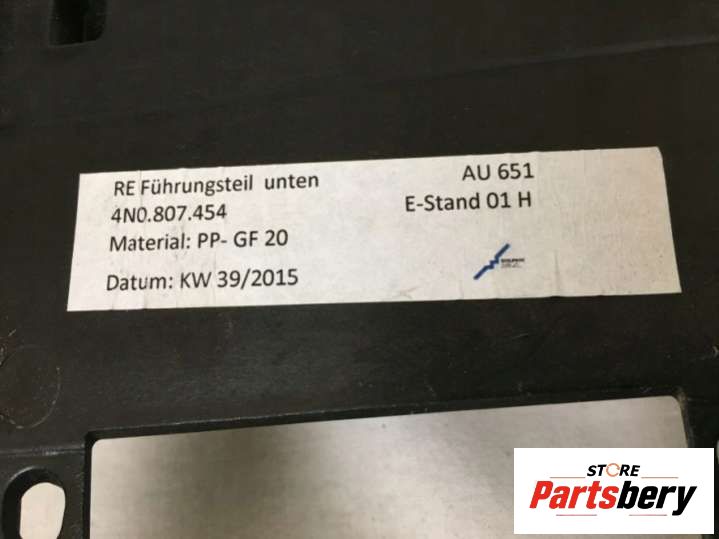 RE Führungsteil unten
4N0.807.454
Material: PP- GF 20
Datum: KW 39/2015
AU 651
E-Stand 01 H
STORE
Partsbery